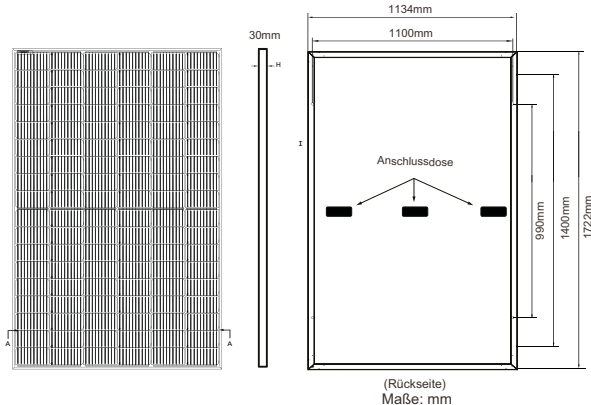 1134mm
30mm
1100mm
H
I
Anschlussdose
990mm
1400mm
1722mm
A
A
(Rückseite)
Maße: mm